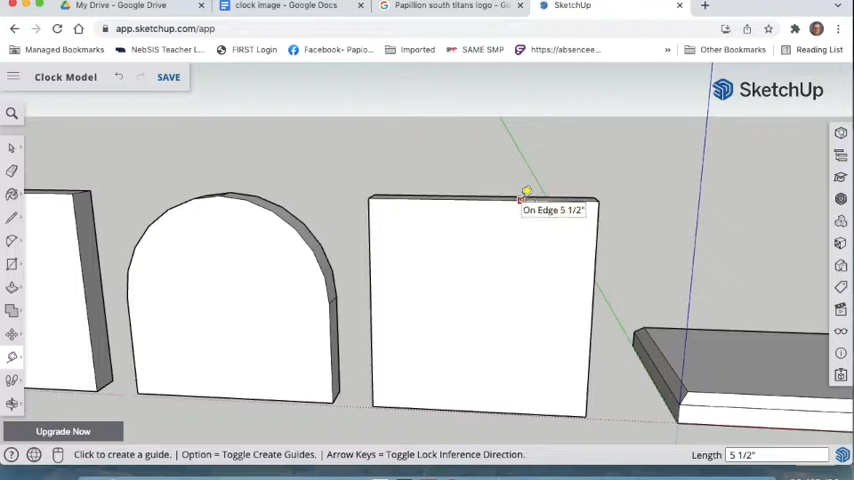 My Drive - Google Drive
clock image - Google Docs
Papillion south titans logo - Go
SketchUp
app.sketchup.com/app
Managed Bookmarks
NebSIS Teacher L...
FIRST Login
Facebook- Papio...
Imported
SAME SMP
https://absencee...
Other Bookmarks
Reading List
Clock Model
SAVE
SketchUp
On Edge 5 1/2"
Upgrade Now
Click to create a guide. | Option = Toggle Create Guides. | Arrow Keys = Toggle Lock Inference Direction.
Length 5 1/2"